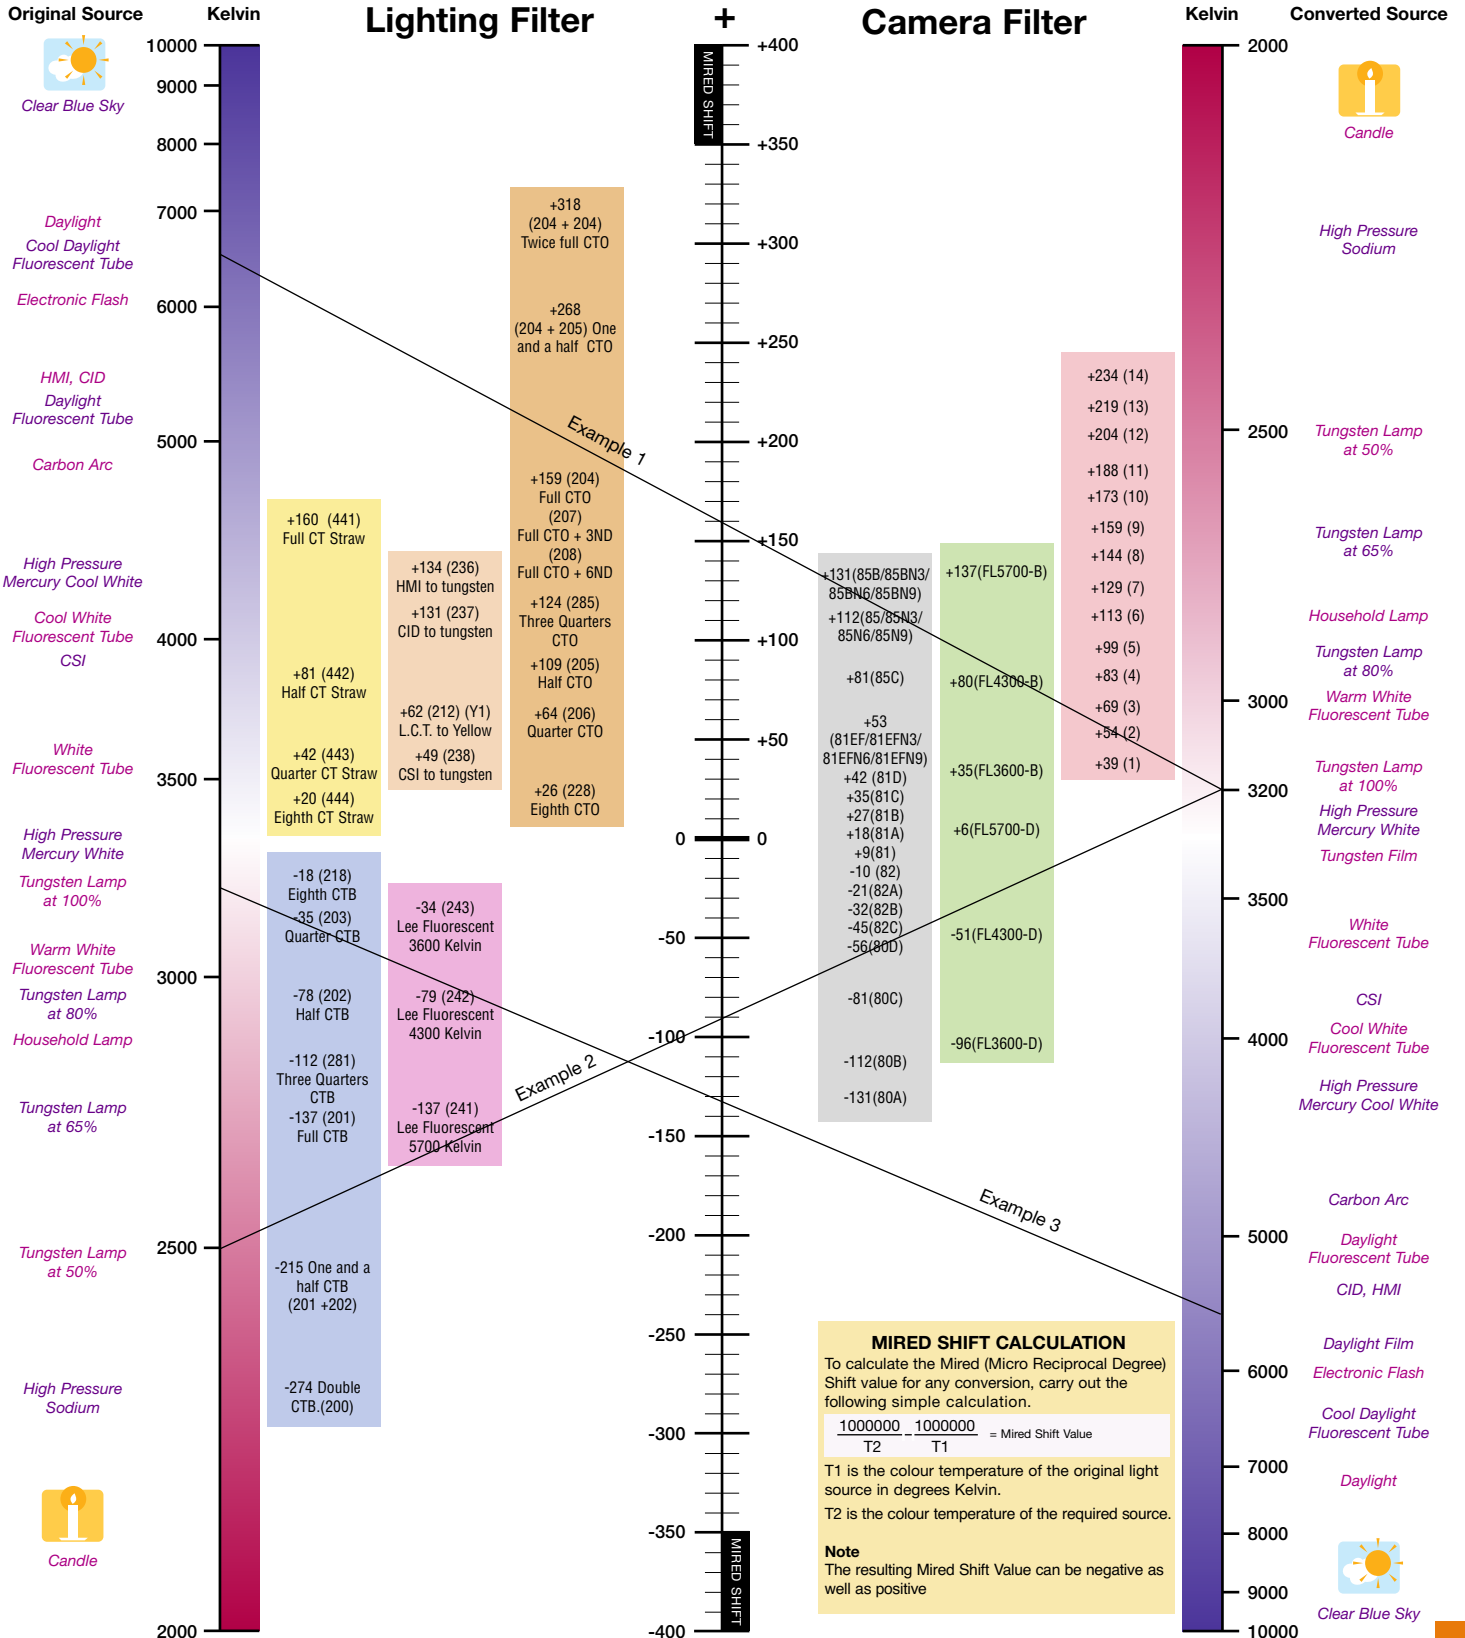 Original Source
Kelvin
Lighting Filter
+
Camera Filter
Kelvin
Converted Source
10000
9000
8000
7000
6000
5000
4000
3500
3000
2500
2000
Clear Blue Sky
Daylight
Cool Daylight
Fluorescent Tube
Electronic Flash
HMI, CID
Daylight
Fluorescent Tube
Carbon Arc
High Pressure
Mercury Cool White
Cool White
Fluorescent Tube
CSI
White
Fluorescent Tube
High Pressure
Mercury White
Tungsten Lamp
at 100%
Warm White
Fluorescent Tube
Tungsten Lamp
at 80%
Household Lamp
Tungsten Lamp
at 65%
Tungsten Lamp
at 50%
High Pressure
Sodium
Candle
+160 (441)
Full CT Straw
+81 (442)
Half CT Straw
+42 (443)
Quarter CT Straw
+20 (444)
Eighth CT Straw
-18 (218)
Eighth CTB
-35 (203)
Quarter CTB
-78 (202)
Half CTB
-112 (281)
Three Quarters
CTB
-137 (201)
Full CTB
-215 One and a
half CTB
(201 +202)
-274 Double
CTB.(200)
+134 (236)
HMI to tungsten
+131 (237)
CID to tungsten
+62 (212) (Y1)
L.C.T. to Yellow
+49 (238)
CSI to tungsten
-34 (243)
Lee Fluorescent
3600 Kelvin
-79 (242)
Lee Fluorescent
4300 Kelvin
-137 (241)
Lee Fluorescent
5700 Kelvin
+318
(204 + 204)
Twice full CTO
+268
(204 + 205) One
and a half CTO
+159 (204)
Full CTO
(207)
Full CTO + 3ND
(208)
Full CTO + 6ND
+124 (285)
Three Quarters
CTO
+109 (205)
Half CTO
+64 (206)
Quarter CTO
+26 (228)
Eighth CTO
Example 1
Example 2
Example 3
MIRED SHIFT
+400
+350
+300
+250
+200
+150
+100
+50
0
0
-50
-100
-150
-200
-250
-300
-350
-400
MIRED SHIFT
+131(85B/85BN3/
85BN6/85BN9)
+112(85/85N3/
85N6/85N9)
+81(85C)
+53
(81EF/81EFN3/
81EFN6/81EFN9)
+42 (81D)
+35(81C)
+27(81B)
+18(81A)
+9(81)
-10 (82)
-21(82A)
-32(82B)
-45(82C)
-56(80D)
-81(80C)
-112(80B)
-131(80A)
+137(FL5700-B)
+80(FL4300-B)
+35(FL3600-B)
+6(FL5700-D)
-51(FL4300-D)
-96(FL3600-D)
+234 (14)
+219 (13)
+204 (12)
+188 (11)
+173 (10)
+159 (9)
+144 (8)
+129 (7)
+113 (6)
+99 (5)
+83 (4)
+69 (3)
+54 (2)
+39 (1)
MIRED SHIFT CALCULATION
To calculate the Mired (Micro Reciprocal Degree)
Shift value for any conversion, carry out the
following simple calculation.
1000000 - 1000000 = Mired Shift Value
T2 T1
T1 is the colour temperature of the original light
source in degrees Kelvin.
T2 is the colour temperature of the required source.
Note
The resulting Mired Shift Value can be negative as
well as positive
2000
2500
3000
3200
3500
4000
5000
6000
7000
8000
9000
10000
Candle
High Pressure
Sodium
Tungsten Lamp
at 50%
Tungsten Lamp
at 65%
Household Lamp
Tungsten Lamp
at 80%
Warm White
Fluorescent Tube
Tungsten Lamp
at 100%
High Pressure
Mercury White
Tungsten Film
White
Fluorescent Tube
CSI
Cool White
Fluorescent Tube
High Pressure
Mercury Cool White
Carbon Arc
Daylight
Fluorescent Tube
CID, HMI
Daylight Film
Electronic Flash
Cool Daylight
Fluorescent Tube
Daylight
Clear Blue Sky